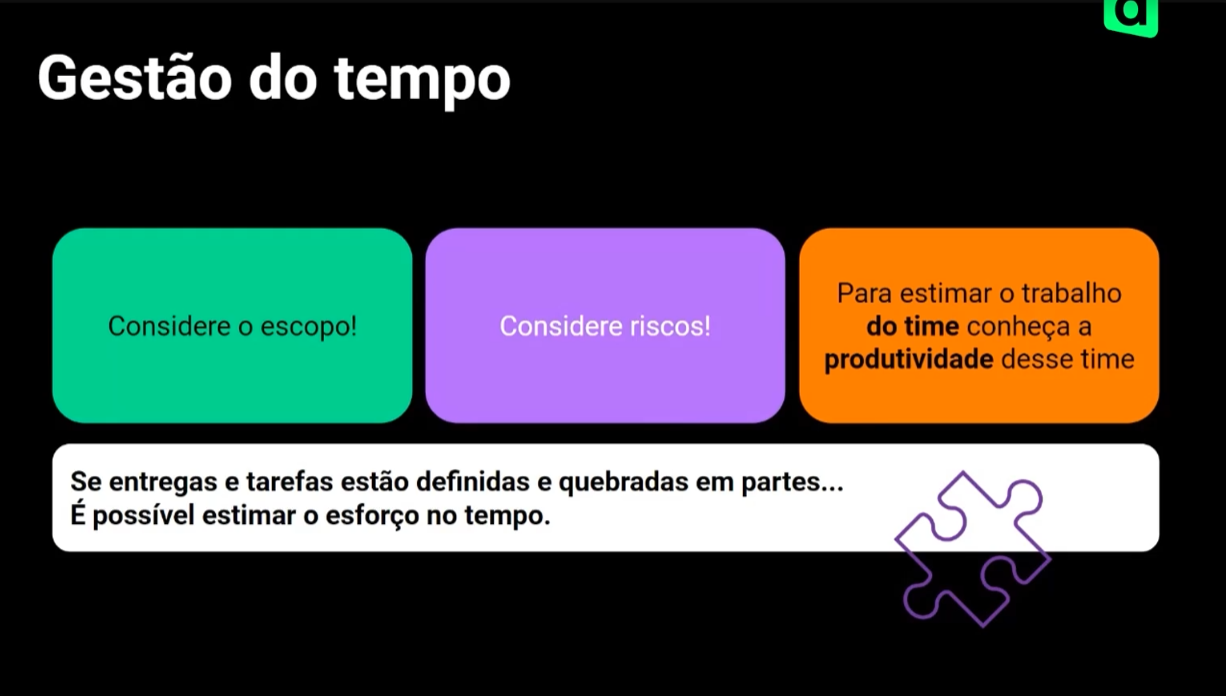 Gestão do tempo
Considere o escopo!
Considere riscos!
Para estimar o trabalho
do time conheça a
produtividade desse time
Se entregas e tarefas estão definidas e quebradas em partes...
É possível estimar o esforço no tempo.